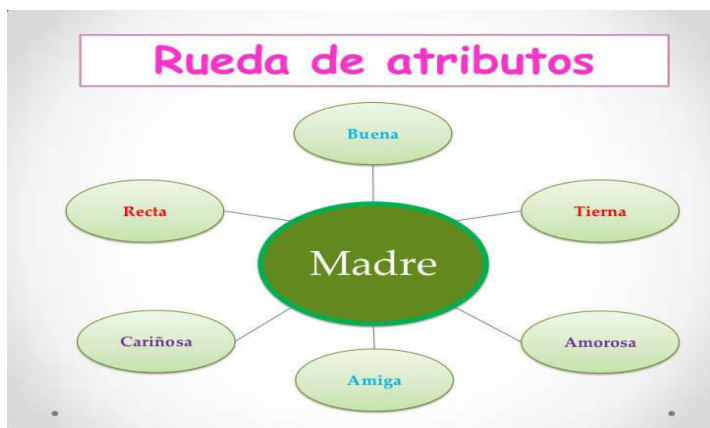 Rueda de atributos
Buena
Recta
Tierna
Madre
Cariñosa
Amorosa
Amiga